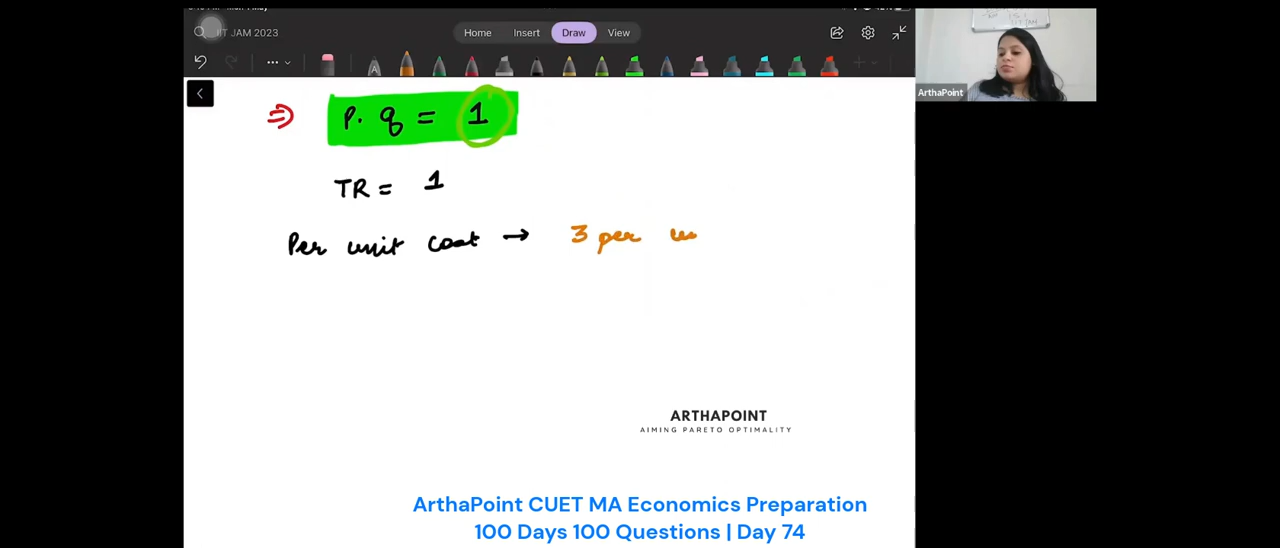 IIT JAM 2023
Home Insert Draw View
⇒ P. q = 1
TR = 1
Per unit cost → 3 per
ArthaPoint
ARTHAPOINT
AIMING PARETO OPTIMALITY
ArthaPoint CUET MA Economics Preparation
100 Days 100 Questions | Day 74